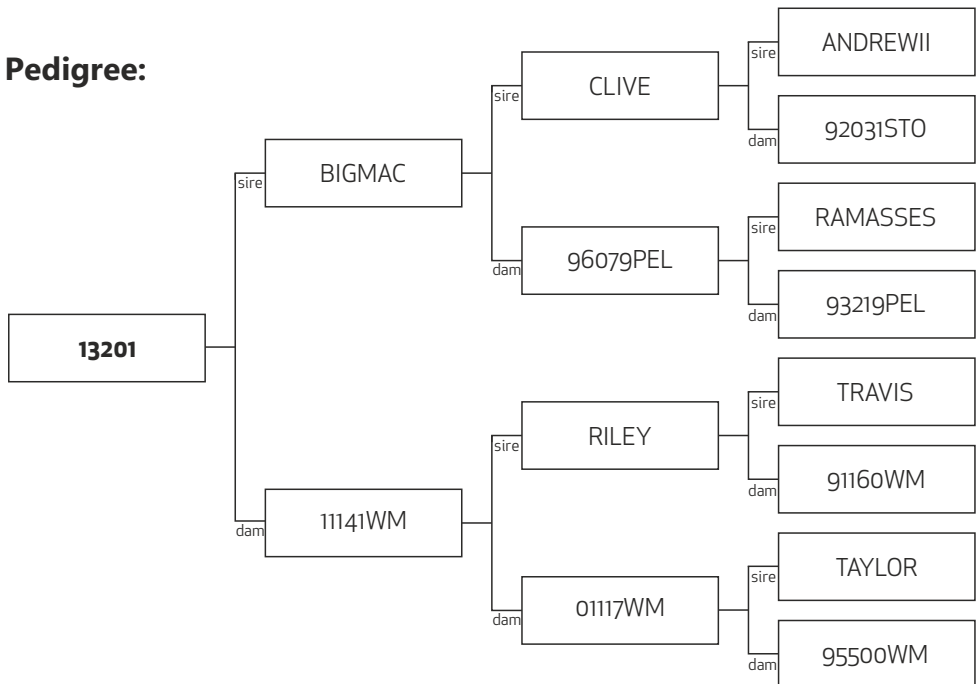 Pedigree:
13201
sire
BIGMAC
dam
11141WM
sire
CLIVE
dam
96079PEL
sire
RILEY
dam
01117WM
sire
ANDREWII
dam
92031STO
sire
RAMASSES
dam
93219PEL
sire
TRAVIS
dam
91160WM
sire
TAYLOR
dam
95500WM